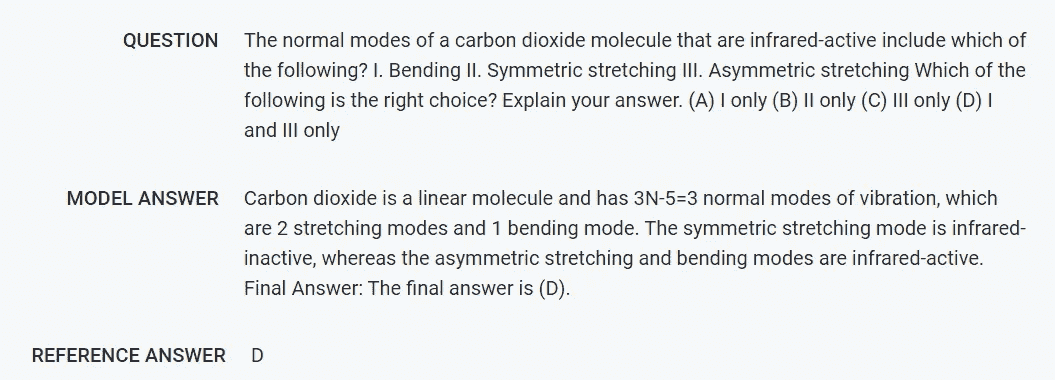 QUESTION The normal modes of a carbon dioxide molecule that are infrared-active include which of
the following? I. Bending II. Symmetric stretching III. Asymmetric stretching Which of the
following is the right choice? Explain your answer. (A) I only (B) II only (C) III only (D) I
and III only
MODEL ANSWER Carbon dioxide is a linear molecule and has 3N-5=3 normal modes of vibration, which
are 2 stretching modes and 1 bending mode. The symmetric stretching mode is infrared-
inactive, whereas the asymmetric stretching and bending modes are infrared-active.
Final Answer: The final answer is (D).
REFERENCE ANSWER D